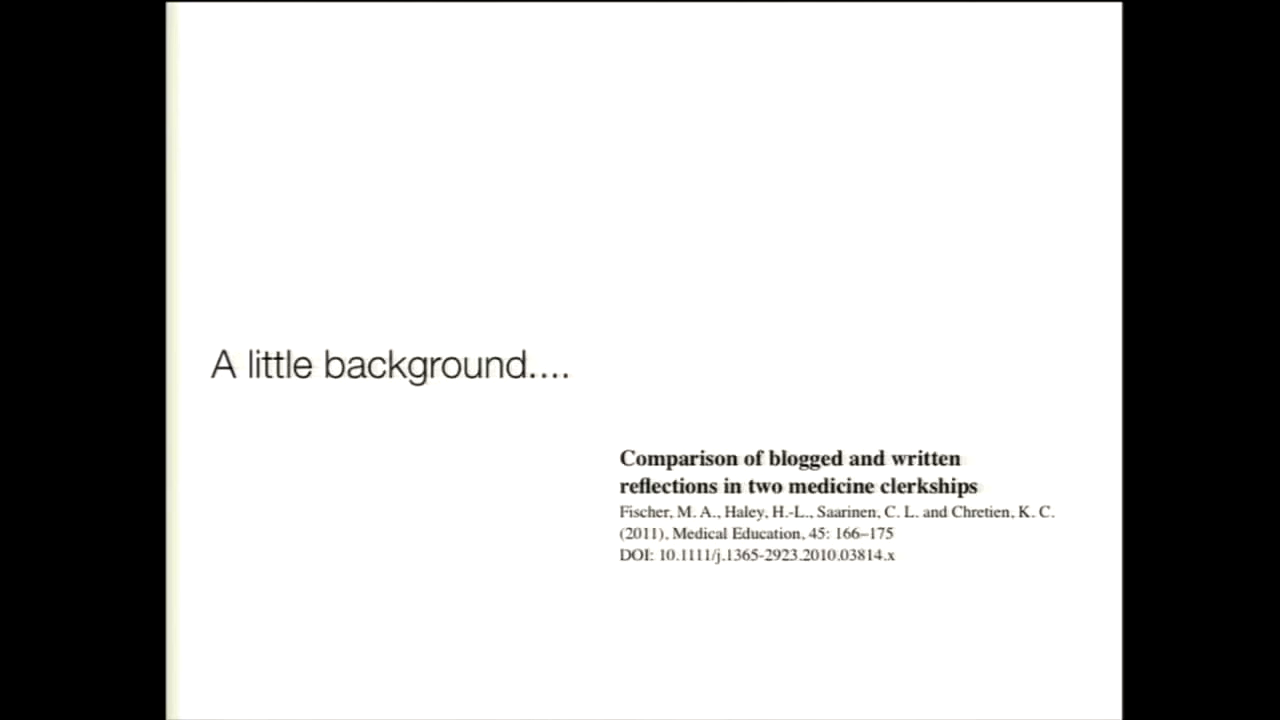 A little background....
Comparison of blogged and written
reflections in two medicine clerkships
Fischer, M. A., Haley, H.-L., Saarinen, C. L. and Chretien, K. C.
(2011), Medical Education, 45: 166–175
DOI: 10.1111/j.1365-2923.2010.03814.x